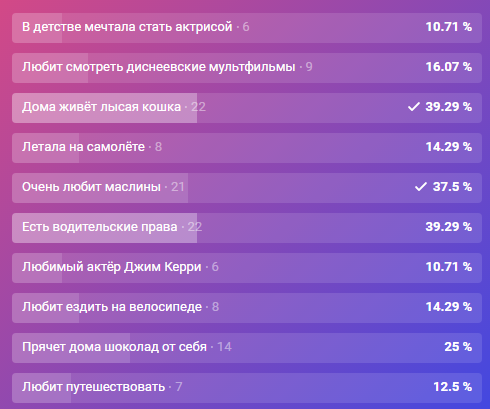 В детстве мечтала стать актрисой · 6 10.71 %
Любит смотреть диснеевские мультфильмы · 9 16.07 %
Дома живёт лысая кошка · 22 39.29 %
Летала на самолёте · 8 14.29 %
Очень любит маслины · 21 37.5 %
Есть водительские права · 22 39.29 %
Любимый актёр Джим Керри · 6 10.71 %
Любит ездить на велосипеде · 8 14.29 %
Прячет дома шоколад от себя · 14 25 %
Любит путешествовать · 7 12.5 %